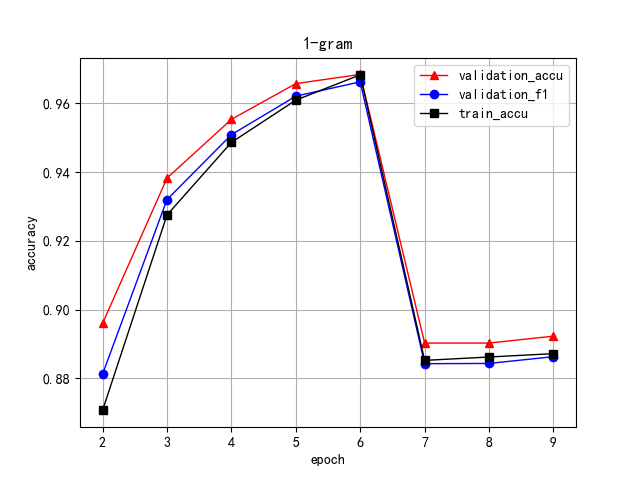 1-gram
validation_accu
validation_f1
train_accu
accuracy
0.96
0.94
0.92
0.90
0.88
2 3 4 5 6 7 8 9
epoch